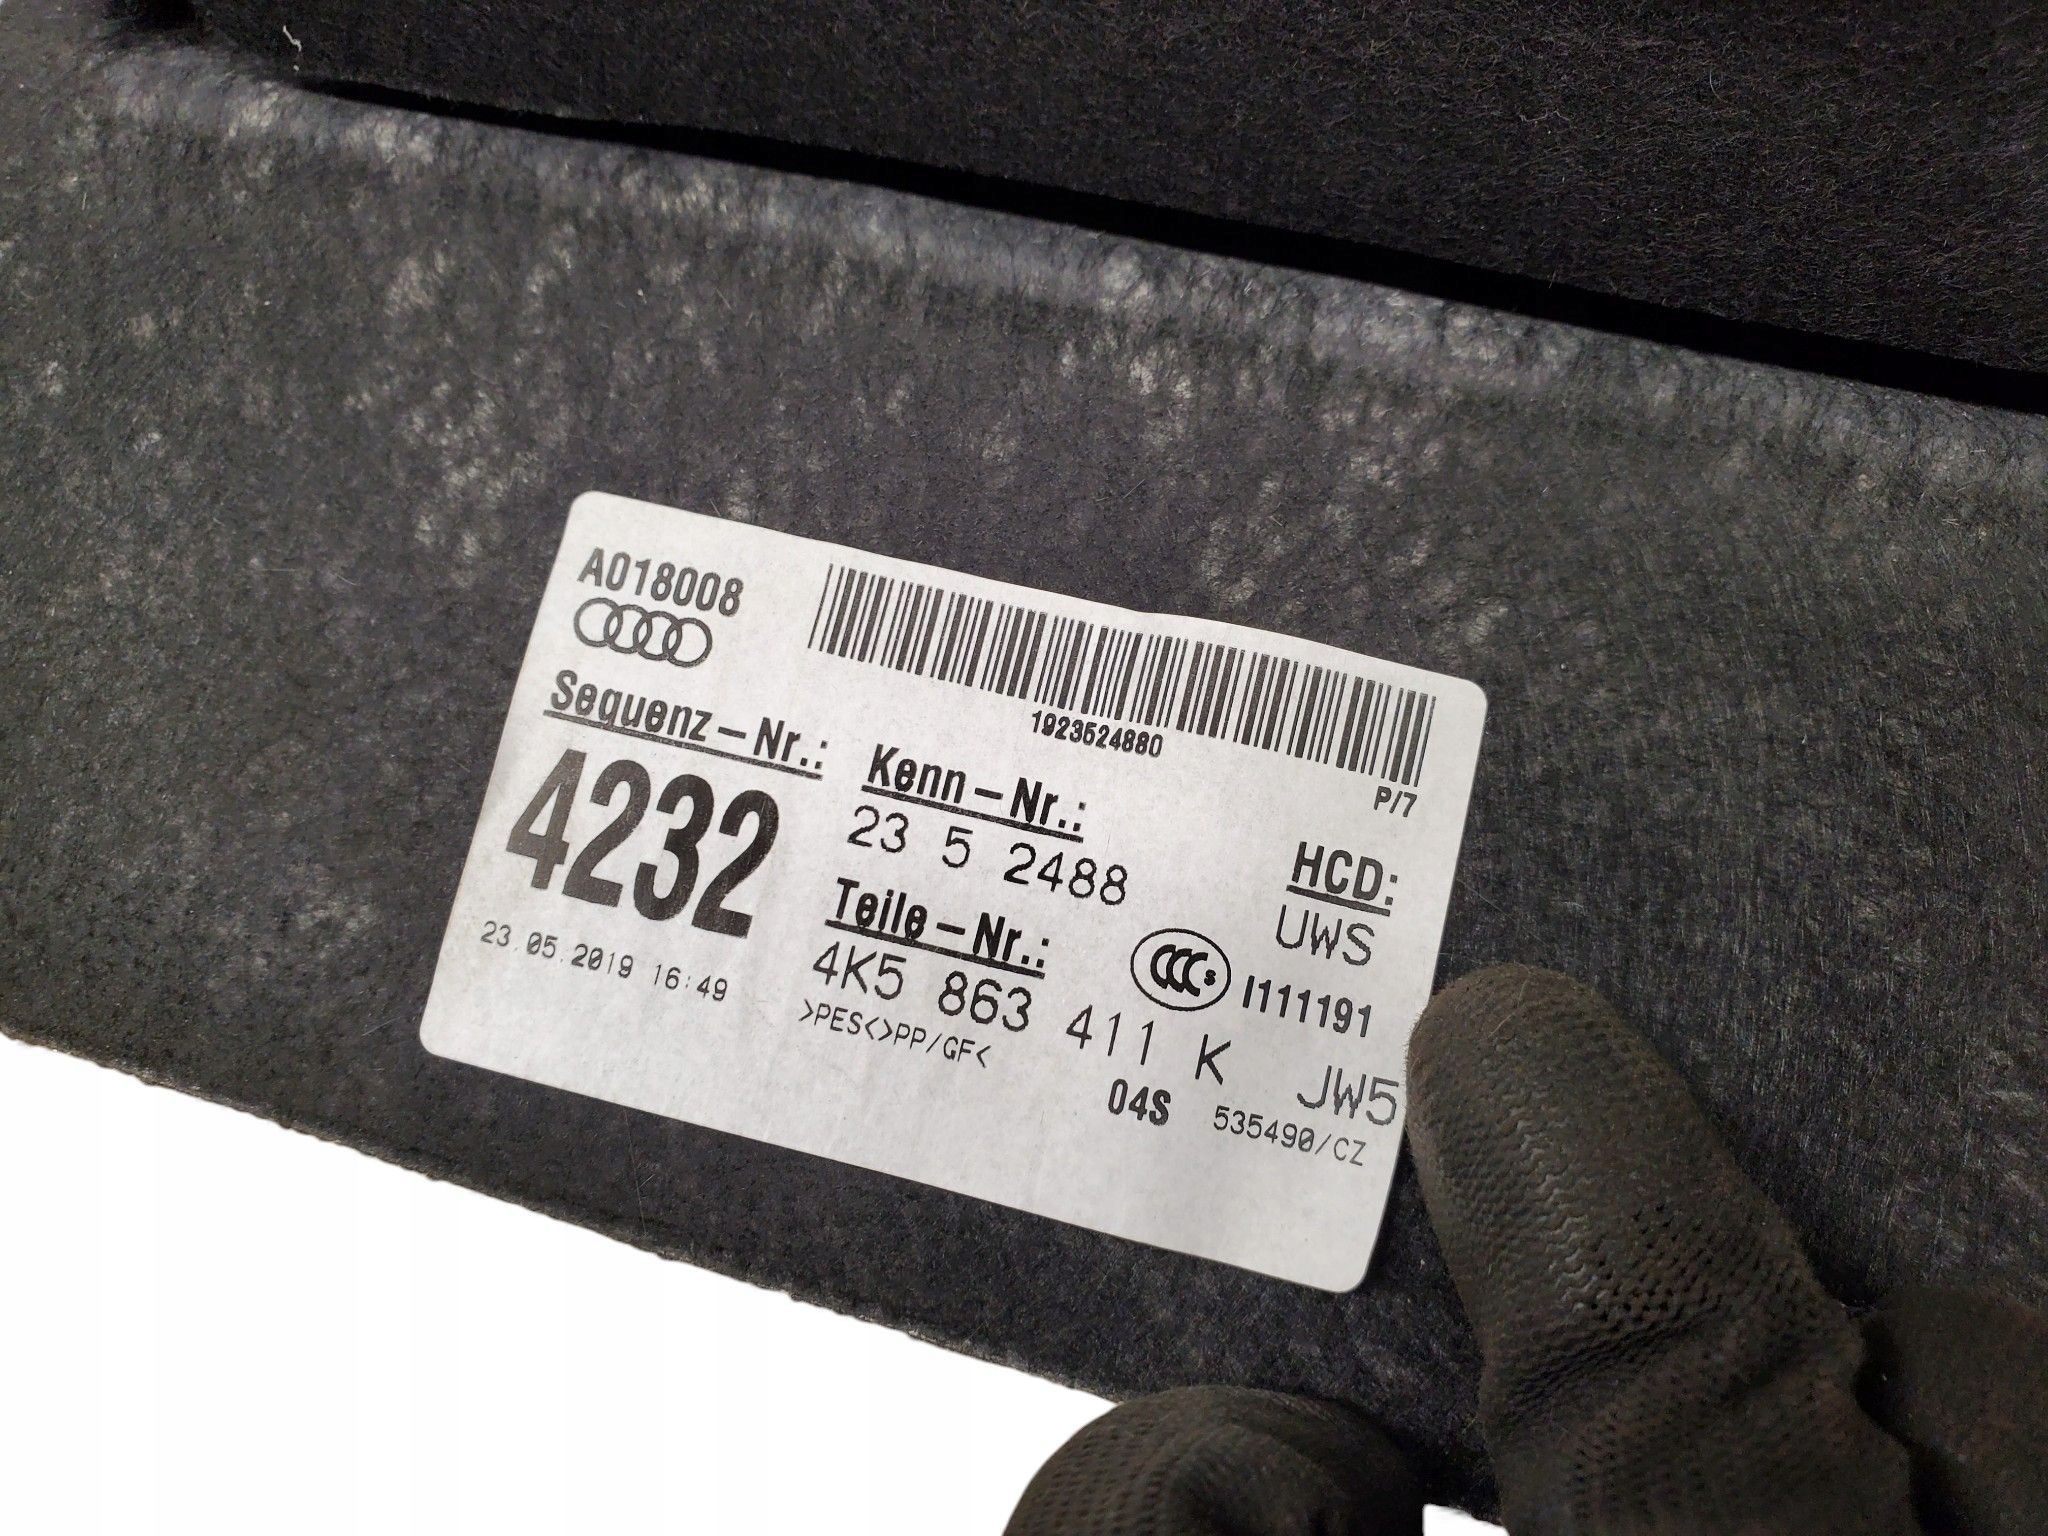 A018008
1923524880
P/7
Sequenz-Nr.:
4232
23.05.2019 16:49
Kenn-Nr.:
23 5 2488
HCD:
UWS
Teile-Nr.:
4K5 863 411 K JW5
CCC S I111191
>PES<>PP/GF<
04S 535490/CZ